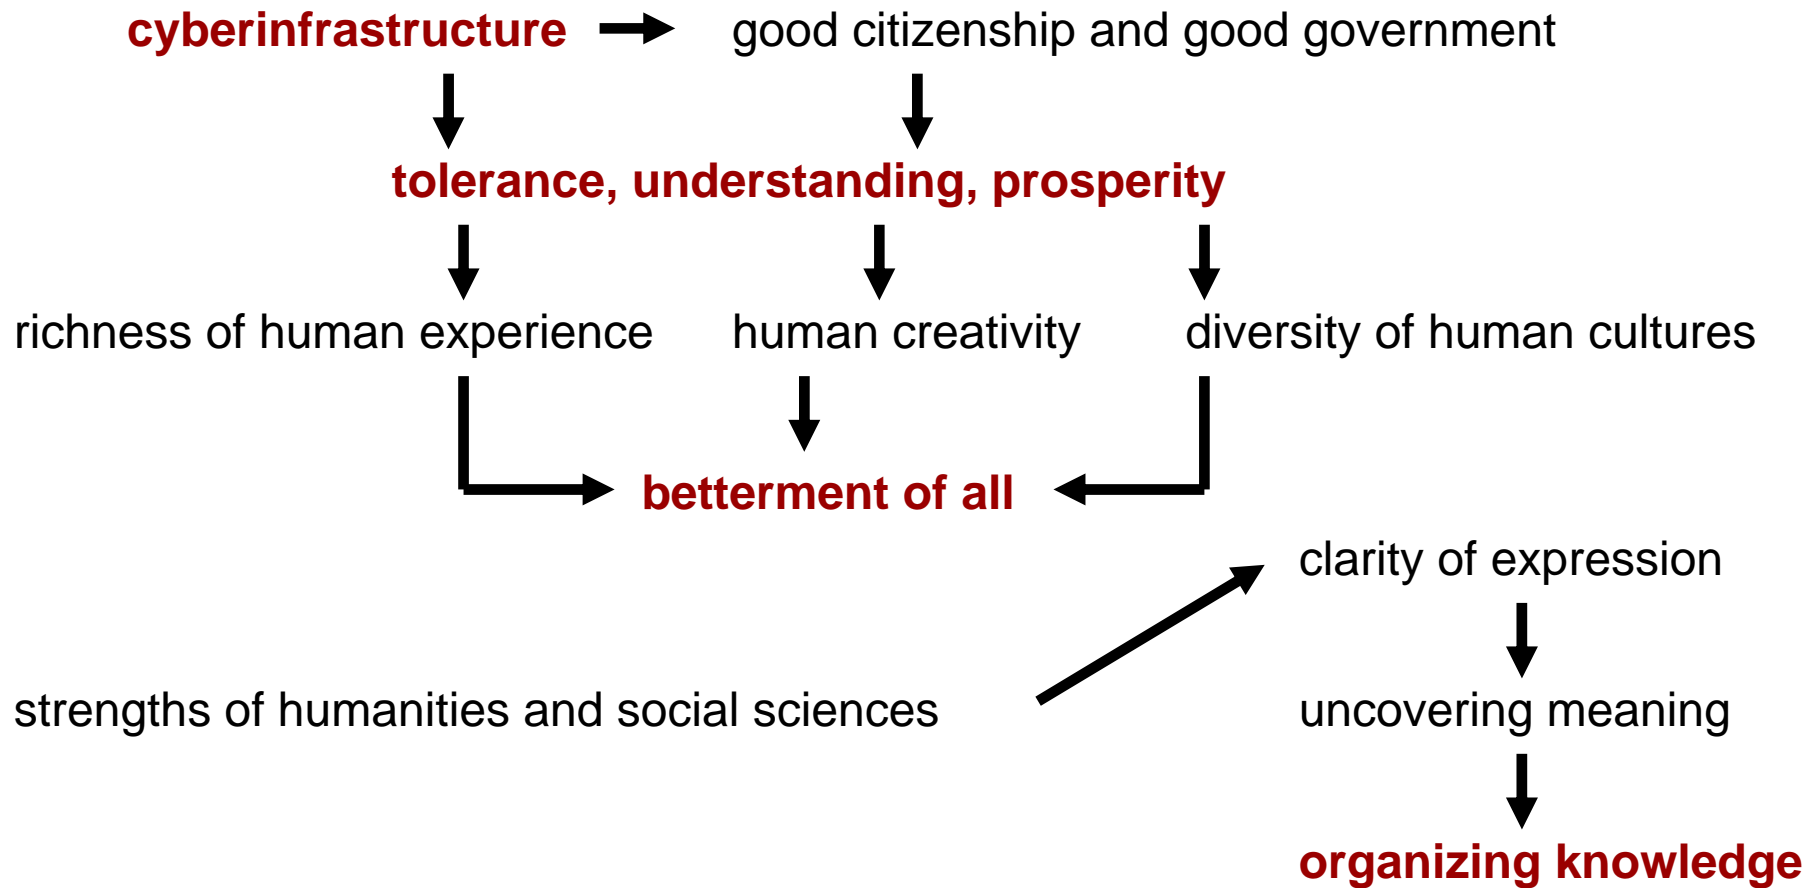 cyberinfrastructure good citizenship and good government
tolerance, understanding, prosperity
richness of human experience human creativity diversity of human cultures
betterment of all
clarity of expression
strengths of humanities and social sciences uncovering meaning
organizing knowledge